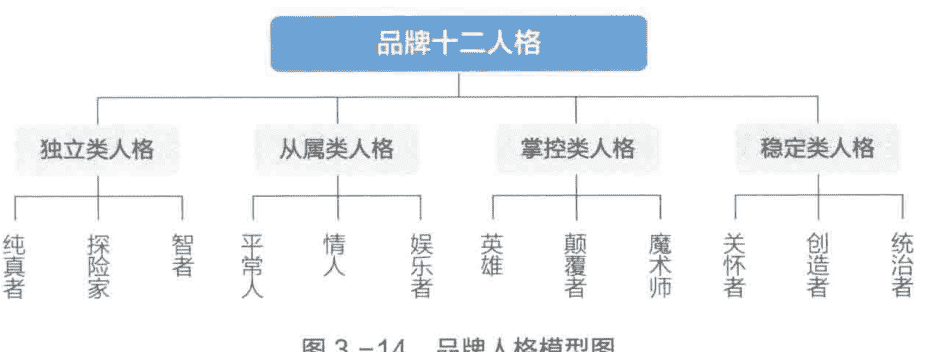 品牌十二人格
独立类人格 从属类人格 掌控类人格 稳定类人格
纯真者 探险家 智者 平常人 情人 娱乐者 英雄 颠覆者 魔术师 关怀者 创造者 统治者
图 3-14 品牌人格模型图